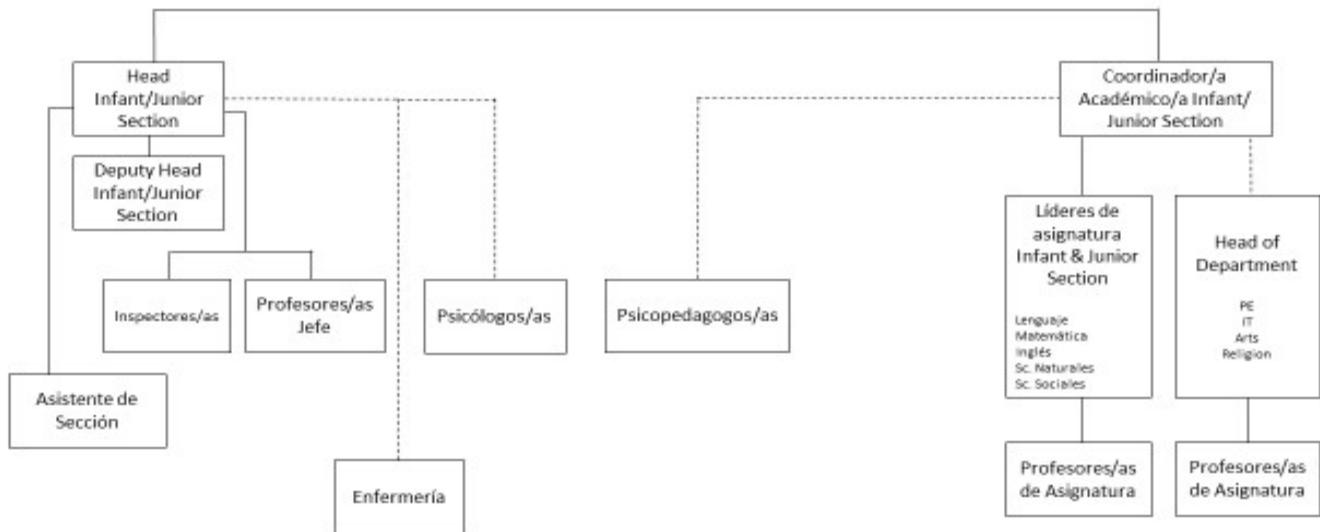 Head
Infant/Junior
Section
Coordinador/a
Académico/a Infant/
Junior Section
Deputy Head
Infant/Junior
Section
Líderes de
asignatura
Infant & Junior
Section
Lenguaje
Matemática
Inglés
Sc. Naturales
Sc. Sociales
Head of
Department
PE
IT
Arts
Religion
Inspectores/as
Profesores/as
Jefe
Psicólogos/as
Psicopedagogos/as
Asistente de
Sección
Enfermería
Profesores/as
de Asignatura
Profesores/as
de Asignatura